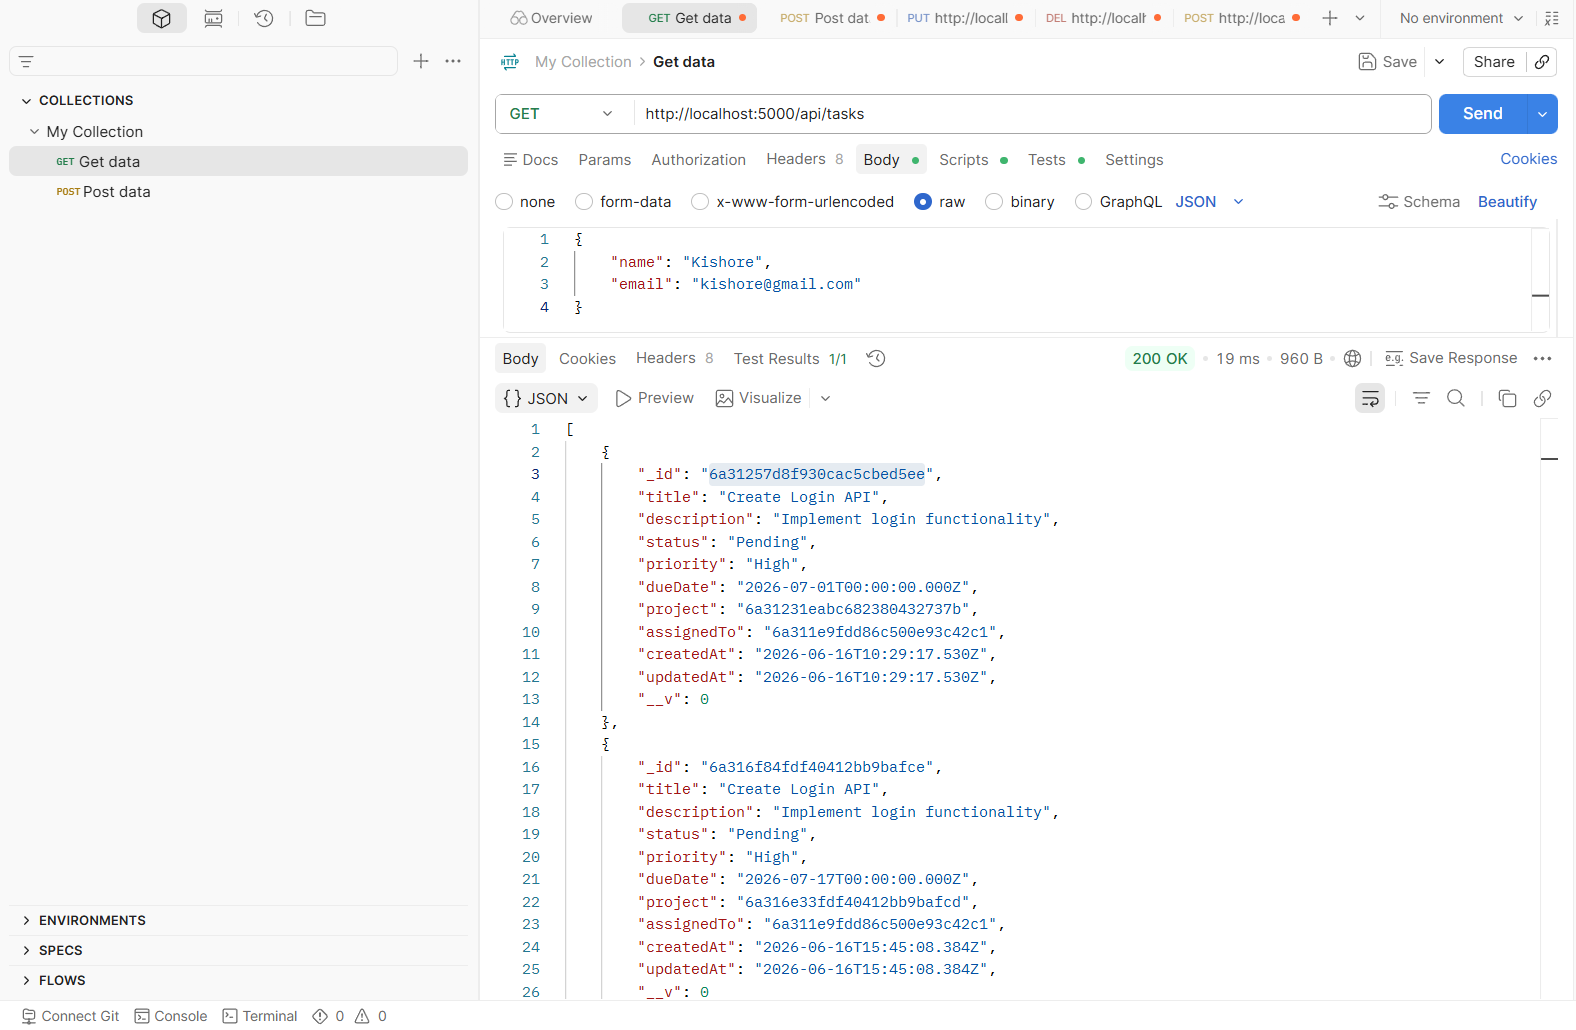 Overview
GET Get data
POST Post dat
PUT http://locall
DEL http://localh
POST http://loca
No environment
HTTP My Collection > Get data
Save
Share
COLLECTIONS
My Collection
GET Get data
POST Post data
GET http://localhost:5000/api/tasks
Send
Docs Params Authorization Headers 8 Body Scripts Tests Settings
Cookies
none form-data x-www-form-urlencoded raw binary GraphQL JSON
Schema Beautify
1 {
2 "name": "Kishore",
3 "email": "kishore@gmail.com"
4 }
Body Cookies Headers 8 Test Results 1/1
200 OK • 19 ms • 960 B • e.g. Save Response
{} JSON Preview Visualize
1 [
2 {
3 "_id": "6a31257d8f930cac5cbed5ee",
4 "title": "Create Login API",
5 "description": "Implement login functionality",
6 "status": "Pending",
7 "priority": "High",
8 "dueDate": "2026-07-01T00:00:00.000Z",
9 "project": "6a31231eabc682380432737b",
10 "assignedTo": "6a311e9fdd86c500e93c42c1",
11 "createdAt": "2026-06-16T10:29:17.530Z",
12 "updatedAt": "2026-06-16T10:29:17.530Z",
13 "__v": 0
14 },
15 {
16 "_id": "6a316f84fdf40412bb9bafce",
17 "title": "Create Login API",
18 "description": "Implement login functionality",
19 "status": "Pending",
20 "priority": "High",
21 "dueDate": "2026-07-17T00:00:00.000Z",
22 "project": "6a316e33fdf40412bb9bafcd",
23 "assignedTo": "6a311e9fdd86c500e93c42c1",
24 "createdAt": "2026-06-16T15:45:08.384Z",
25 "updatedAt": "2026-06-16T15:45:08.384Z",
26 "__v": 0
ENVIRONMENTS
SPECS
FLOWS
Connect Git Console Terminal 0 0